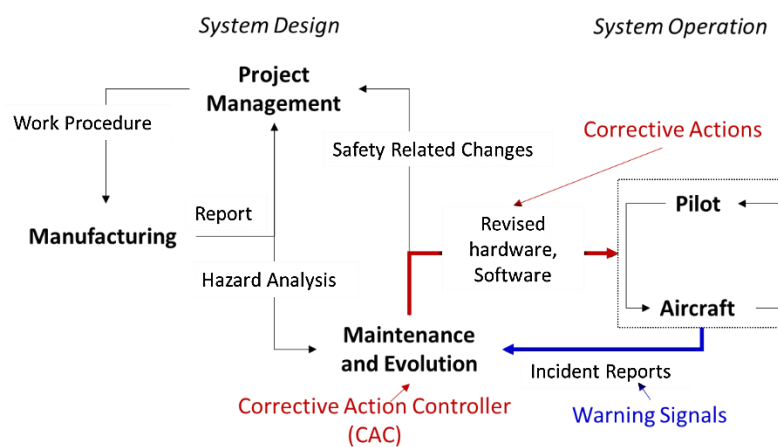 System Design
System Operation
Project
Management
Work Procedure
Corrective Actions
Safety Related Changes
Pilot
Report
Manufacturing
Revised
hardware,
Software
Hazard Analysis
Aircraft
Maintenance
and Evolution
Incident Reports
Corrective Action Controller
(CAC)
Warning Signals